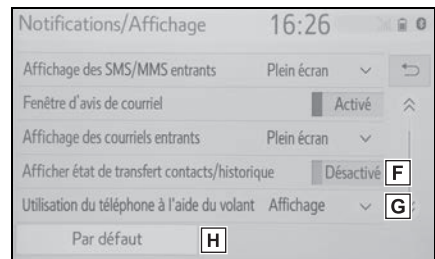 Notifications/Affichage 16:26
Affichage des SMS/MMS entrants Plein écran
Fenêtre d'avis de courriel Activé
Affichage des courriels entrants Plein écran
Afficher état de transfert contacts/historique Désactivé F
Utilisation du téléphone à l'aide du volant Affichage G
Par défaut H